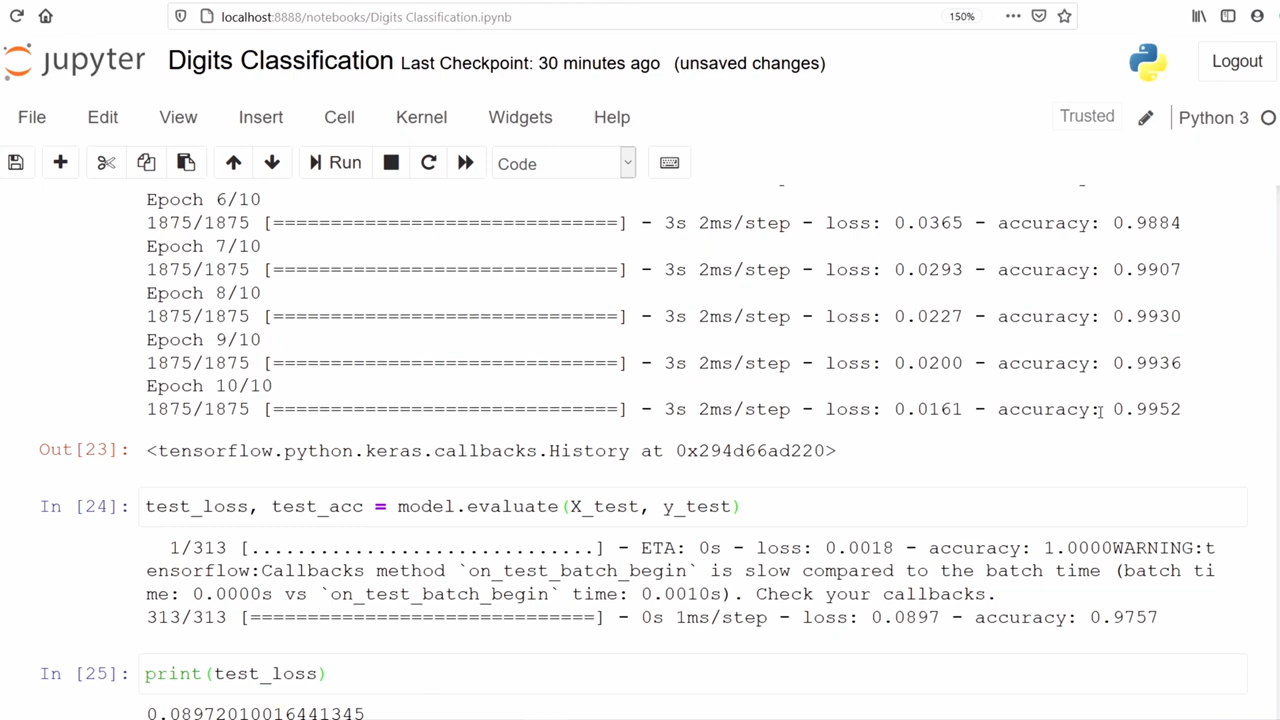 localhost:8888/notebooks/Digits Classification.ipynb 150%
jupyter Digits Classification Last Checkpoint: 30 minutes ago (unsaved changes) Logout
File Edit View Insert Cell Kernel Widgets Help Trusted Python 3
Run Code
Epoch 6/10
1875/1875 [==============================] - 3s 2ms/step - loss: 0.0365 - accuracy: 0.9884
Epoch 7/10
1875/1875 [==============================] - 3s 2ms/step - loss: 0.0293 - accuracy: 0.9907
Epoch 8/10
1875/1875 [==============================] - 3s 2ms/step - loss: 0.0227 - accuracy: 0.9930
Epoch 9/10
1875/1875 [==============================] - 3s 2ms/step - loss: 0.0200 - accuracy: 0.9936
Epoch 10/10
1875/1875 [==============================] - 3s 2ms/step - loss: 0.0161 - accuracy: 0.9952
Out[23]: <tensorflow.python.keras.callbacks.History at 0x294d66ad220>
In [24]: test_loss, test_acc = model.evaluate(X_test, y_test)
1/313 [..............................] - ETA: 0s - loss: 0.0018 - accuracy: 1.0000WARNING:t
ensorflow:Callbacks method `on_test_batch_begin` is slow compared to the batch time (batch ti
me: 0.0000s vs `on_test_batch_begin` time: 0.0010s). Check your callbacks.
313/313 [==============================] - 0s 1ms/step - loss: 0.0897 - accuracy: 0.9757
In [25]: print(test_loss)
0.08972010016441345